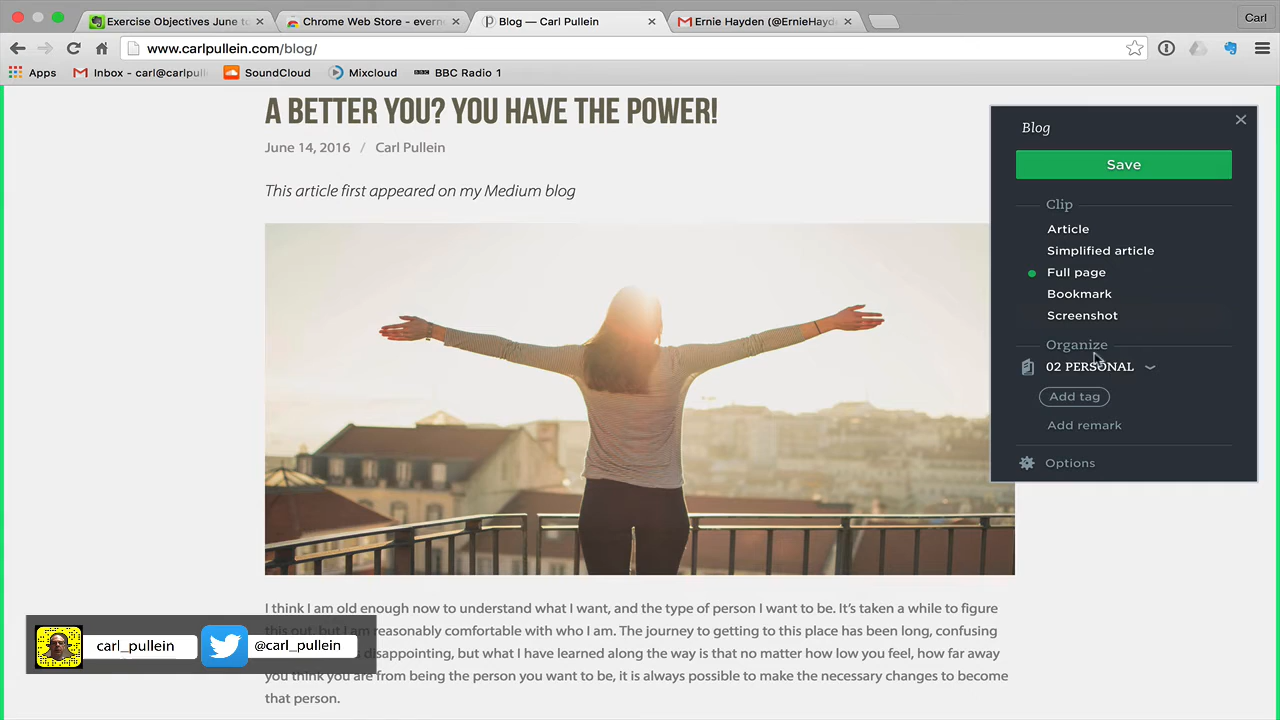 Exercise Objectives June to
Chrome Web Store - evern
Blog — Carl Pullein
Ernie Hayden (@ErnieHayd
Carl
www.carlpullein.com/blog/
Apps
Inbox - carl@carlpull
SoundCloud
Mixcloud
BBC Radio 1
A BETTER YOU? YOU HAVE THE POWER!
June 14, 2016 / Carl Pullein
This article first appeared on my Medium blog
Blog
Save
Clip
Article
Simplified article
Full page
Bookmark
Screenshot
Organize
02 PERSONAL
Add tag
Add remark
Options
I think I am old enough now to understand what I want, and the type of person I want to be. It's taken a while to figure
this out, but I am reasonably comfortable with who I am. The journey to getting to this place has been long, confusing
disappointing, but what I have learned along the way is that no matter how low you feel, how far away
you think you are from being the person you want to be, it is always possible to make the necessary changes to become
that person.
carl_pullein
@carl_pullein